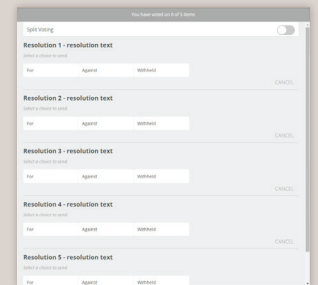 You have voted on 0 of 5 items
Split Voting
Resolution 1 - resolution text
Select a choice to send.
For Against Withheld
CANCEL
Resolution 2 - resolution text
Select a choice to send.
For Against Withheld
CANCEL
Resolution 3 - resolution text
Select a choice to send.
For Against Withheld
CANCEL
Resolution 4 - resolution text
Select a choice to send.
For Against Withheld
CANCEL
Resolution 5 - resolution text
Select a choice to send.
For Against Withheld